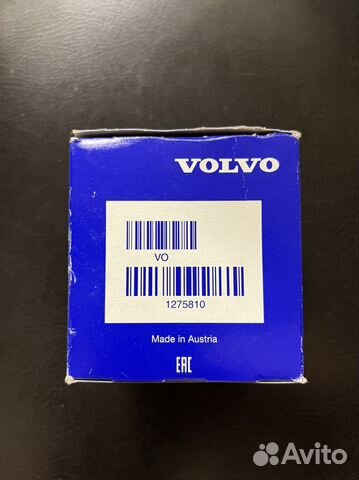 VOLVO
VO
1275810
Made in Austria
EAC
Avito